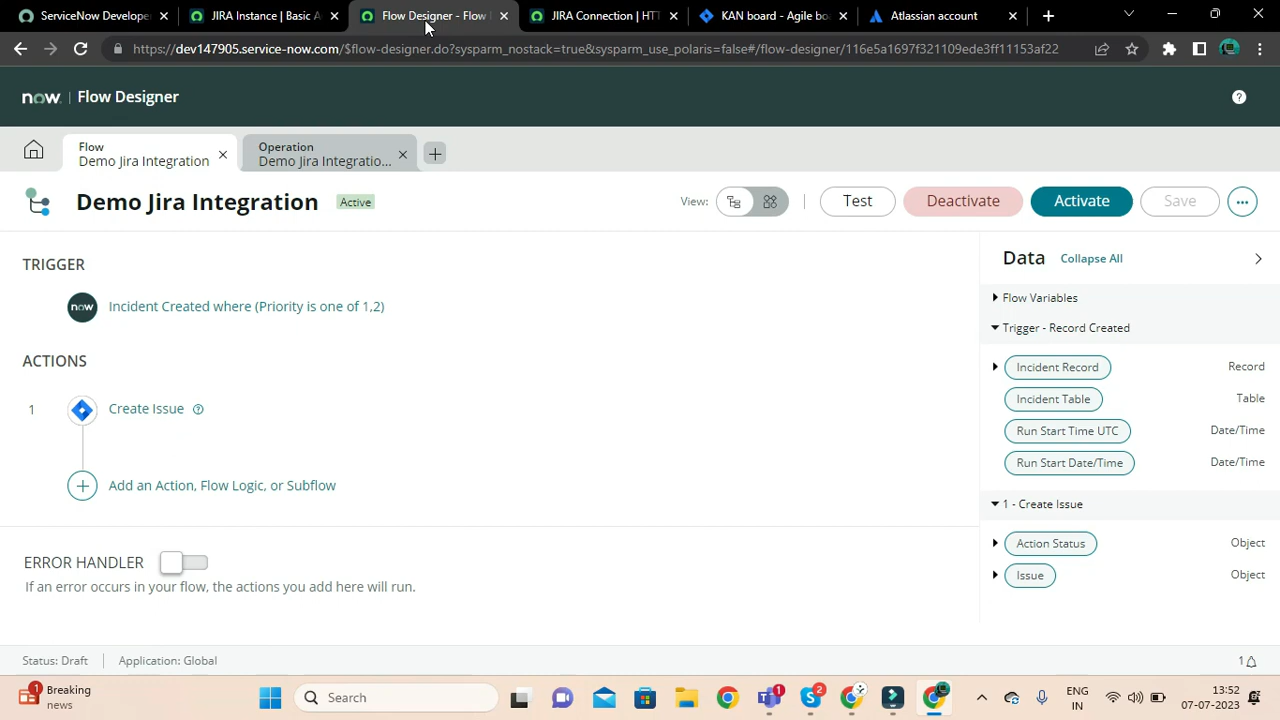 ServiceNow Develope
JIRA Instance | Basic A
Flow Designer - Flow
JIRA Connection | HTT
KAN board - Agile bo
Atlassian account
https://dev147905.service-now.com/$flow-designer.do?sysparm_nostack=true&sysparm_use_polaris=false#/flow-designer/116e5a1697f321109ede3ff11153af22
now. | Flow Designer
Flow
Demo Jira Integration
Operation
Demo Jira Integratio...
Demo Jira Integration
Active
View:
Test
Deactivate
Activate
Save
TRIGGER
now
Incident Created where (Priority is one of 1,2)
ACTIONS
1
Create Issue
Add an Action, Flow Logic, or Subflow
ERROR HANDLER
If an error occurs in your flow, the actions you add here will run.
Data
Collapse All
Flow Variables
Trigger - Record Created
Incident Record Record
Incident Table Table
Run Start Time UTC Date/Time
Run Start Date/Time Date/Time
1 - Create Issue
Action Status Object
Issue Object
Status: Draft
Application: Global
1
1
Breaking
news
Search
1
2
ENG
IN
13:52
07-07-2023